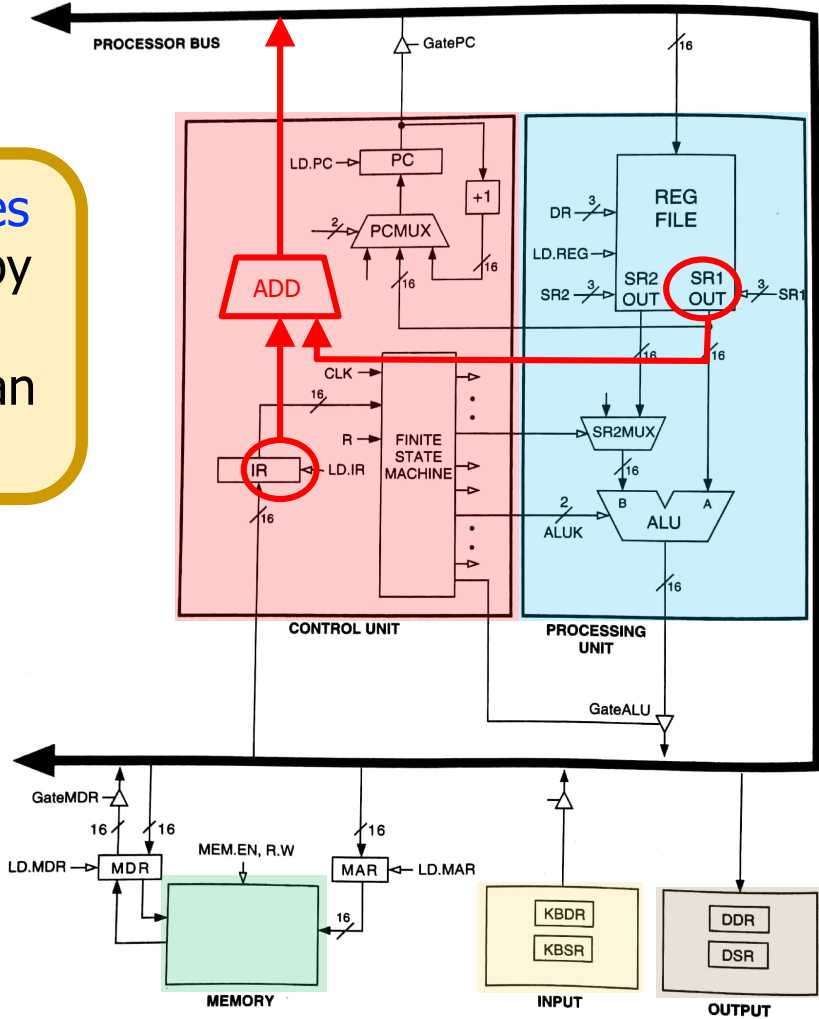 PROCESSOR BUS
GatePC
16
es
by
an
LD.PC
PC
+1
2
PCMUX
16
16
ADD
REG
FILE
DR
3
LD.REG
SR2
3
SR2
OUT
SR1
OUT
3
SR1
16
16
CLK
16
R
FINITE
STATE
MACHINE
IR
LD.IR
16
SR2MUX
16
B
A
ALU
2
ALUK
16
CONTROL UNIT
PROCESSING
UNIT
GateALU
GateMDR
16
16
16
LD.MDR
MDR
MEM.EN, R.W
MAR
LD.MAR
16
KBDR
KBSR
DDR
DSR
MEMORY
INPUT
OUTPUT